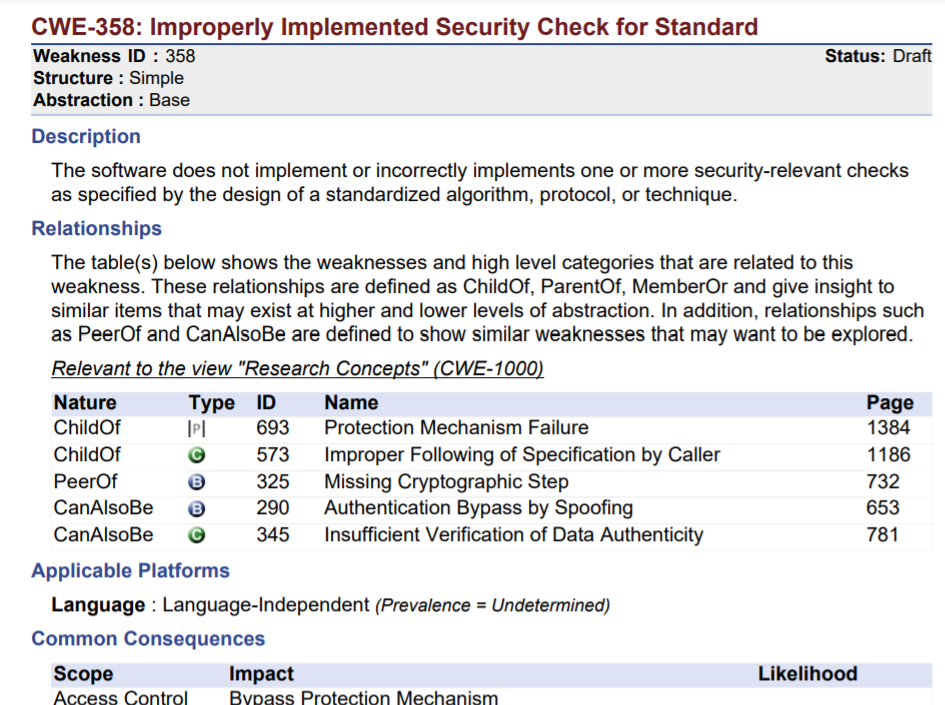 CWE-358: Improperly Implemented Security Check for Standard
Weakness ID : 358 Status: Draft
Structure : Simple
Abstraction : Base
Description
The software does not implement or incorrectly implements one or more security-relevant checks
as specified by the design of a standardized algorithm, protocol, or technique.
Relationships
The table(s) below shows the weaknesses and high level categories that are related to this
weakness. These relationships are defined as ChildOf, ParentOf, MemberOr and give insight to
similar items that may exist at higher and lower levels of abstraction. In addition, relationships such
as PeerOf and CanAlsoBe are defined to show similar weaknesses that may want to be explored.
Relevant to the view "Research Concepts" (CWE-1000)
Nature Type ID Name Page
ChildOf |P| 693 Protection Mechanism Failure 1384
ChildOf C 573 Improper Following of Specification by Caller 1186
PeerOf B 325 Missing Cryptographic Step 732
CanAlsoBe B 290 Authentication Bypass by Spoofing 653
CanAlsoBe C 345 Insufficient Verification of Data Authenticity 781
Applicable Platforms
Language : Language-Independent (Prevalence = Undetermined)
Common Consequences
Scope Impact Likelihood
Access Control Bypass Protection Mechanism